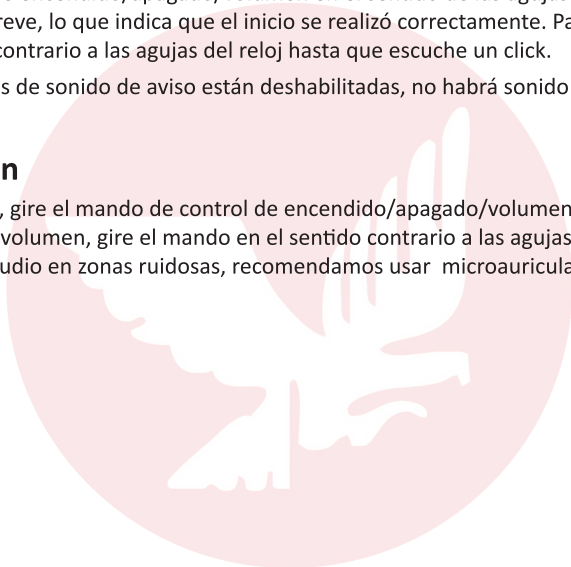 reve, lo que indica que el inicio se realizó correctamente. Pa
contrario a las agujas del reloj hasta que escuche un click.
s de sonido de aviso están deshabilitadas, no habrá sonido
n
, gire el mando de control de encendido/apagado/volumen
volumen, gire el mando en el sentido contrario a las agujas
udio en zonas ruidosas, recomendamos usar microauricula